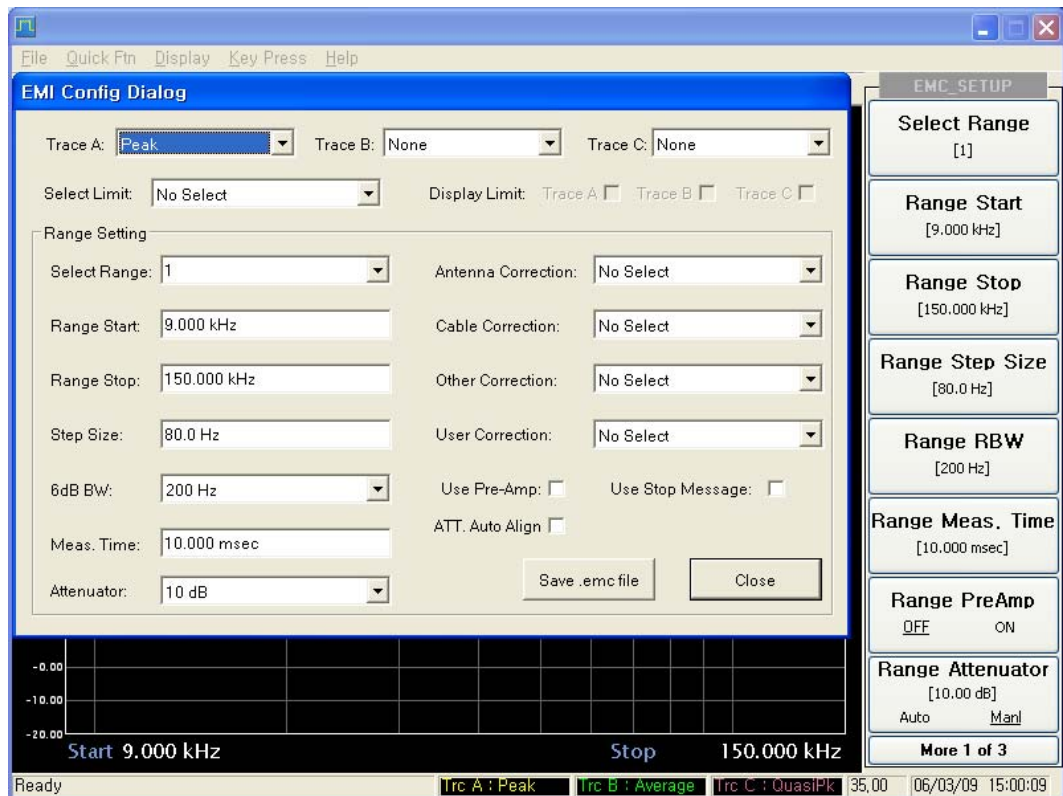 File Quick Ftn Display Key Press Help
EMI Config Dialog
Trace A: Peak Trace B: None Trace C: None
Select Limit: No Select Display Limit: Trace A Trace B Trace C
Range Setting
Select Range: 1 Antenna Correction: No Select
Range Start: 9.000 kHz Cable Correction: No Select
Range Stop: 150.000 kHz Other Correction: No Select
Step Size: 80.0 Hz User Correction: No Select
6dB BW: 200 Hz Use Pre-Amp: Use Stop Message:
ATT. Auto Align
Meas. Time: 10.000 msec
Attenuator: 10 dB Save .emc file Close
-0.00
-10.00
-20.00
Start 9.000 kHz Stop 150.000 kHz
EMC_SETUP
Select Range
[1]
Range Start
[9.000 kHz]
Range Stop
[150.000 kHz]
Range Step Size
[80.0 Hz]
Range RBW
[200 Hz]
Range Meas. Time
[10.000 msec]
Range PreAmp
OFF ON
Range Attenuator
[10.00 dB]
Auto Manl
More 1 of 3
Ready Trc A : Peak Trc B : Average Trc C : QuasiPk 35,00 06/03/09 15:00:09